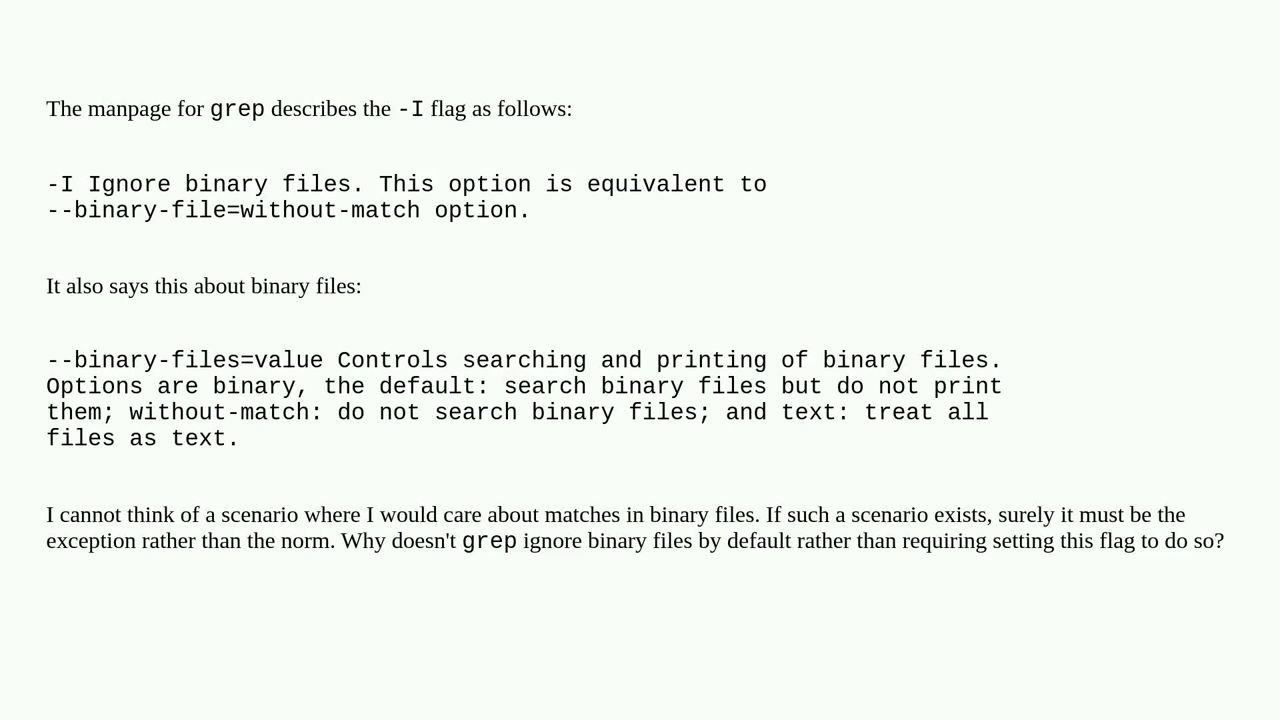 The manpage for grep describes the -I flag as follows:
-I Ignore binary files. This option is equivalent to
--binary-file=without-match option.
It also says this about binary files:
--binary-files=value Controls searching and printing of binary files.
Options are binary, the default: search binary files but do not print
them; without-match: do not search binary files; and text: treat all
files as text.
I cannot think of a scenario where I would care about matches in binary files. If such a scenario exists, surely it must be the
exception rather than the norm. Why doesn't grep ignore binary files by default rather than requiring setting this flag to do so?